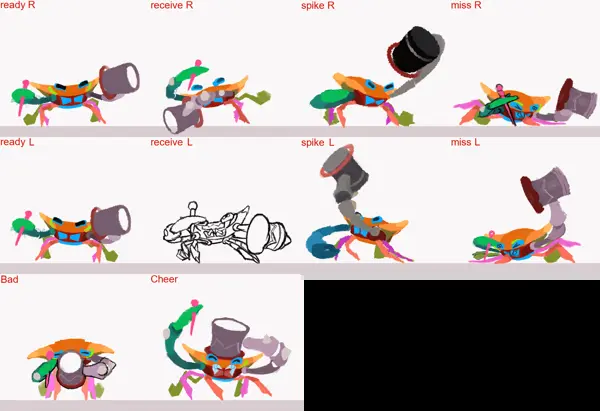 ready R
receive R
spike R
miss R
ready L
receive L
spike L
miss L
Bad
Cheer